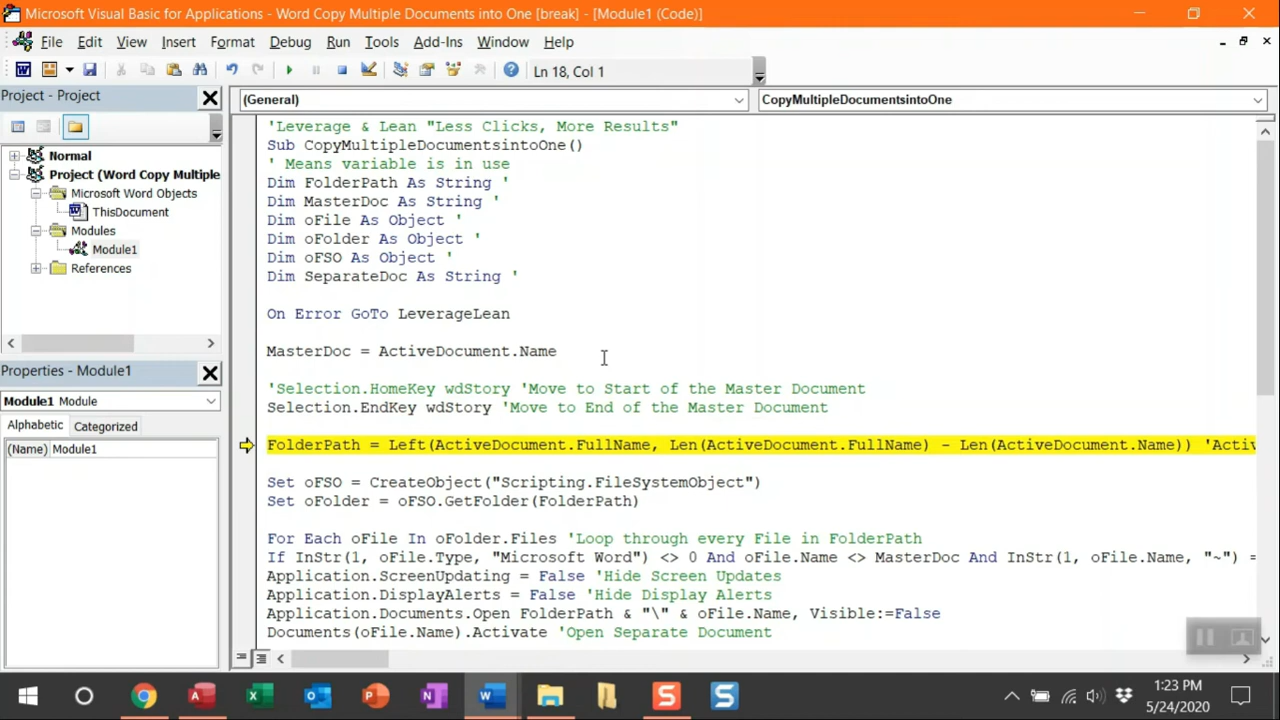 Microsoft Visual Basic for Applications - Word Copy Multiple Documents into One [break] - [Module1 (Code)]
File Edit View Insert Format Debug Run Tools Add-Ins Window Help
Ln 18, Col 1
Project - Project
(General)
CopyMultipleDocumentsintoOne
Normal
Project (Word Copy Multiple
Microsoft Word Objects
ThisDocument
Modules
Module1
References
Properties - Module1
Module1 Module
Alphabetic Categorized
(Name) Module1
'Leverage & Lean "Less Clicks, More Results"
Sub CopyMultipleDocumentsintoOne()
' Means variable is in use
Dim FolderPath As String '
Dim MasterDoc As String '
Dim oFile As Object '
Dim oFolder As Object '
Dim oFSO As Object '
Dim SeparateDoc As String '
On Error GoTo LeverageLean
MasterDoc = ActiveDocument.Name
'Selection.HomeKey wdStory 'Move to Start of the Master Document
Selection.EndKey wdStory 'Move to End of the Master Document
FolderPath = Left(ActiveDocument.FullName, Len(ActiveDocument.FullName) - Len(ActiveDocument.Name)) 'Activ
Set oFSO = CreateObject("Scripting.FileSystemObject")
Set oFolder = oFSO.GetFolder(FolderPath)
For Each oFile In oFolder.Files 'Loop through every File in FolderPath
If InStr(1, oFile.Type, "Microsoft Word") <> 0 And oFile.Name <> MasterDoc And InStr(1, oFile.Name, "~") =
Application.ScreenUpdating = False 'Hide Screen Updates
Application.DisplayAlerts = False 'Hide Display Alerts
Application.Documents.Open FolderPath & "\" & oFile.Name, Visible:=False
Documents(oFile.Name).Activate 'Open Separate Document
1:23 PM
5/24/2020